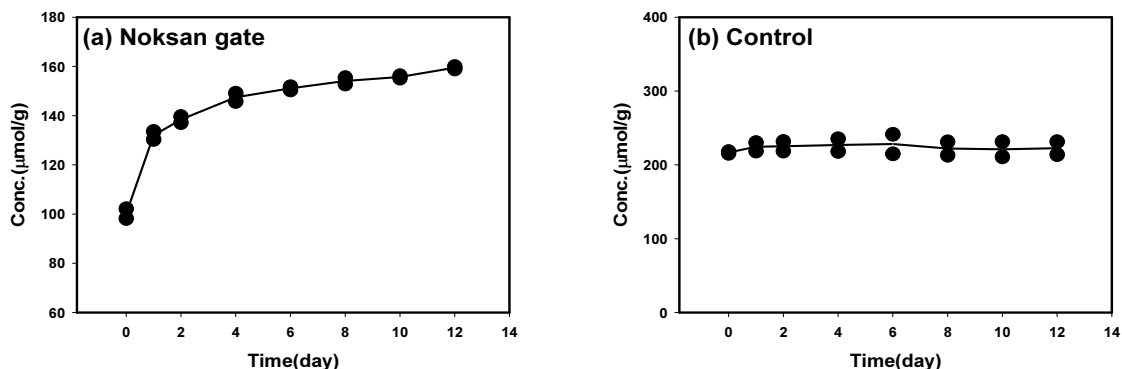 (a) Noksan gate
Conc.(μmol/g)
180
160
140
120
100
80
60
0 2 4 6 8 10 12 14
Time(day)
(b) Control
Conc.(μmol/g)
400
300
200
100
0
0 2 4 6 8 10 12 14
Time(day)